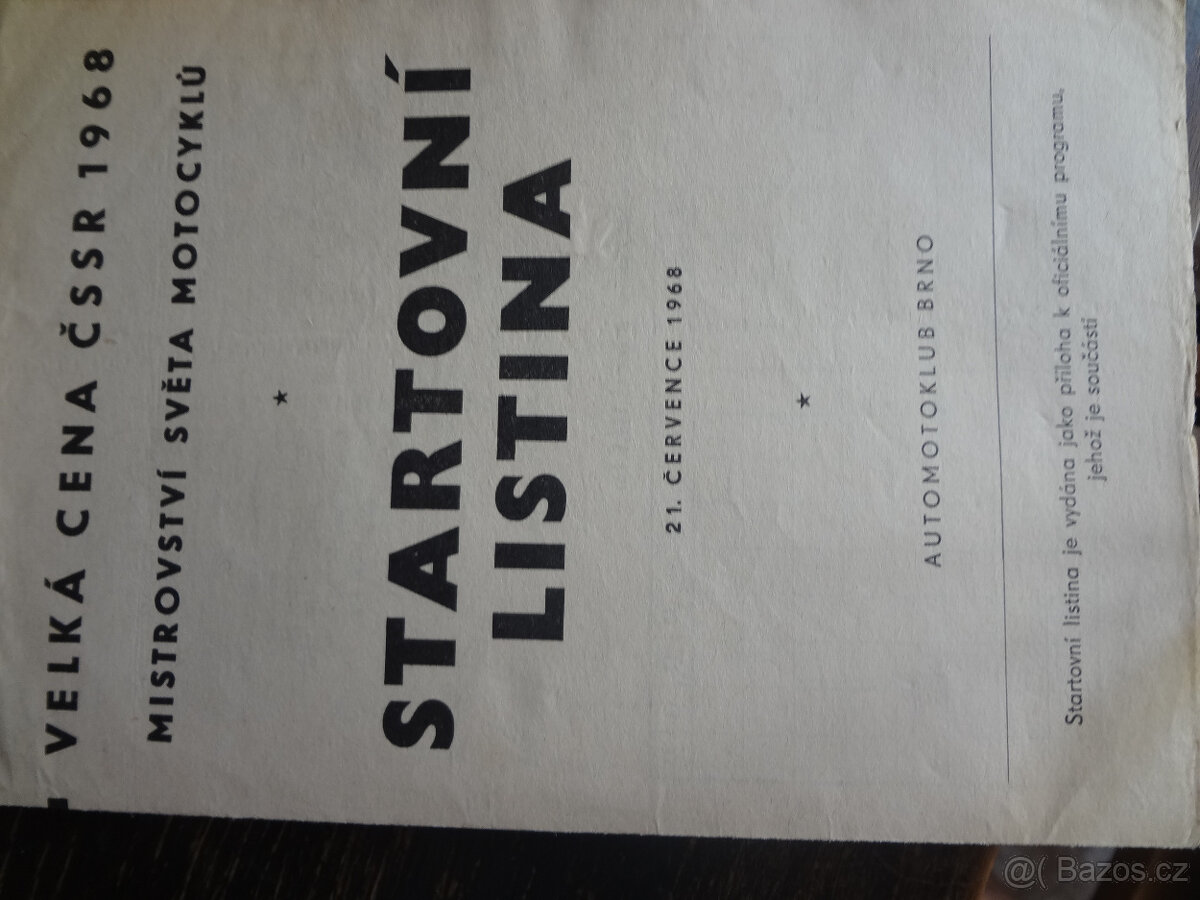 VELKÁ CENA ČSSR 1968
MISTROVSTVÍ SVĚTA MOTOCYKLŮ
★
STARTOVNÍ
LISTINA
21. ČERVENCE 1968
★
AUTOMOTOKLUB BRNO
Startovní listina je vydána jako příloha k oficiálnímu programu,
jehož je součástí
@( Bazos.cz